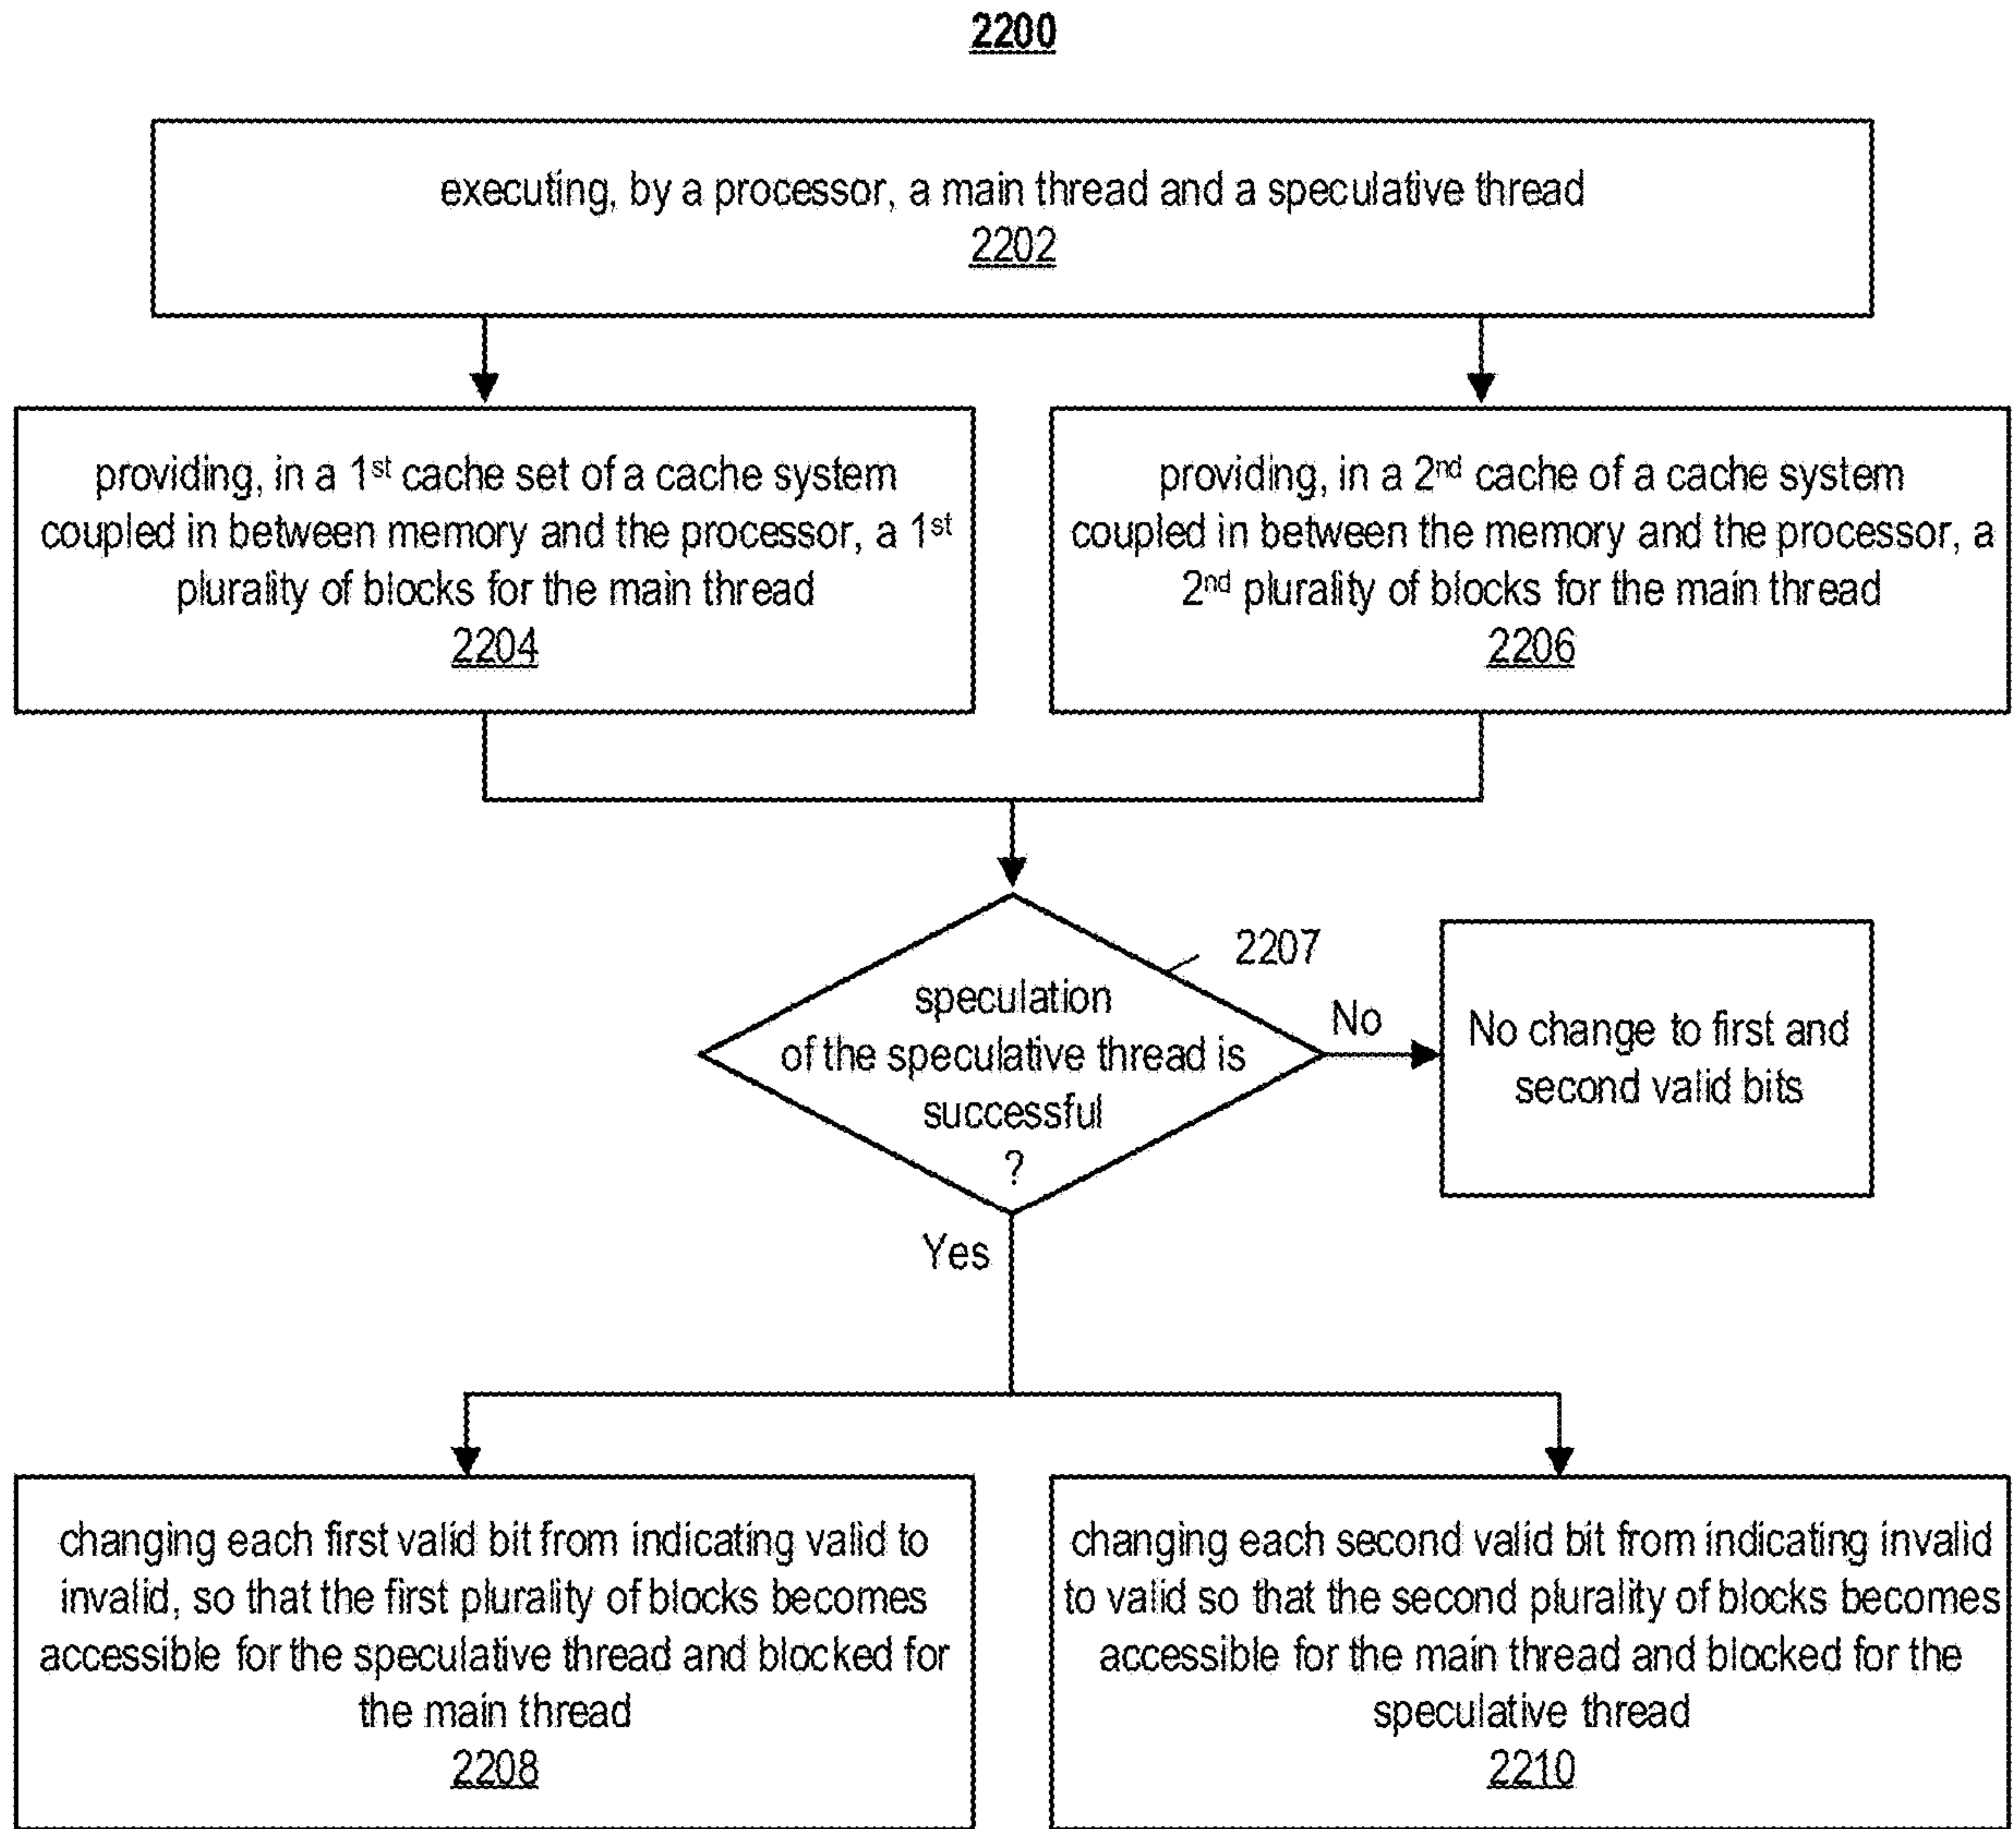 2200
executing, by a processor, a main thread and a speculative thread
2202
providing, in a 1st cache set of a cache system
coupled in between memory and the processor, a 1st
plurality of blocks for the main thread
2204
providing, in a 2nd cache of a cache system
coupled in between the memory and the processor, a
2nd plurality of blocks for the main thread
2206
2207
speculation
of the speculative thread is
successful
?
No
No change to first and
second valid bits
Yes
changing each first valid bit from indicating valid to
invalid, so that the first plurality of blocks becomes
accessible for the speculative thread and blocked for
the main thread
2208
changing each second valid bit from indicating invalid
to valid so that the second plurality of blocks becomes
accessible for the main thread and blocked for the
speculative thread
2210